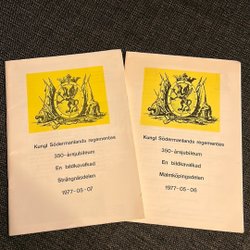 Kungl Södermanlands regementes
350-årsjubileum
En bildkavalkad
Strängnäsdelen
1977-05-07
Kungl Södermanlands regementes
350-årsjubileum
En bildkavalkad
Malmköpingsdelen
1977-05-06